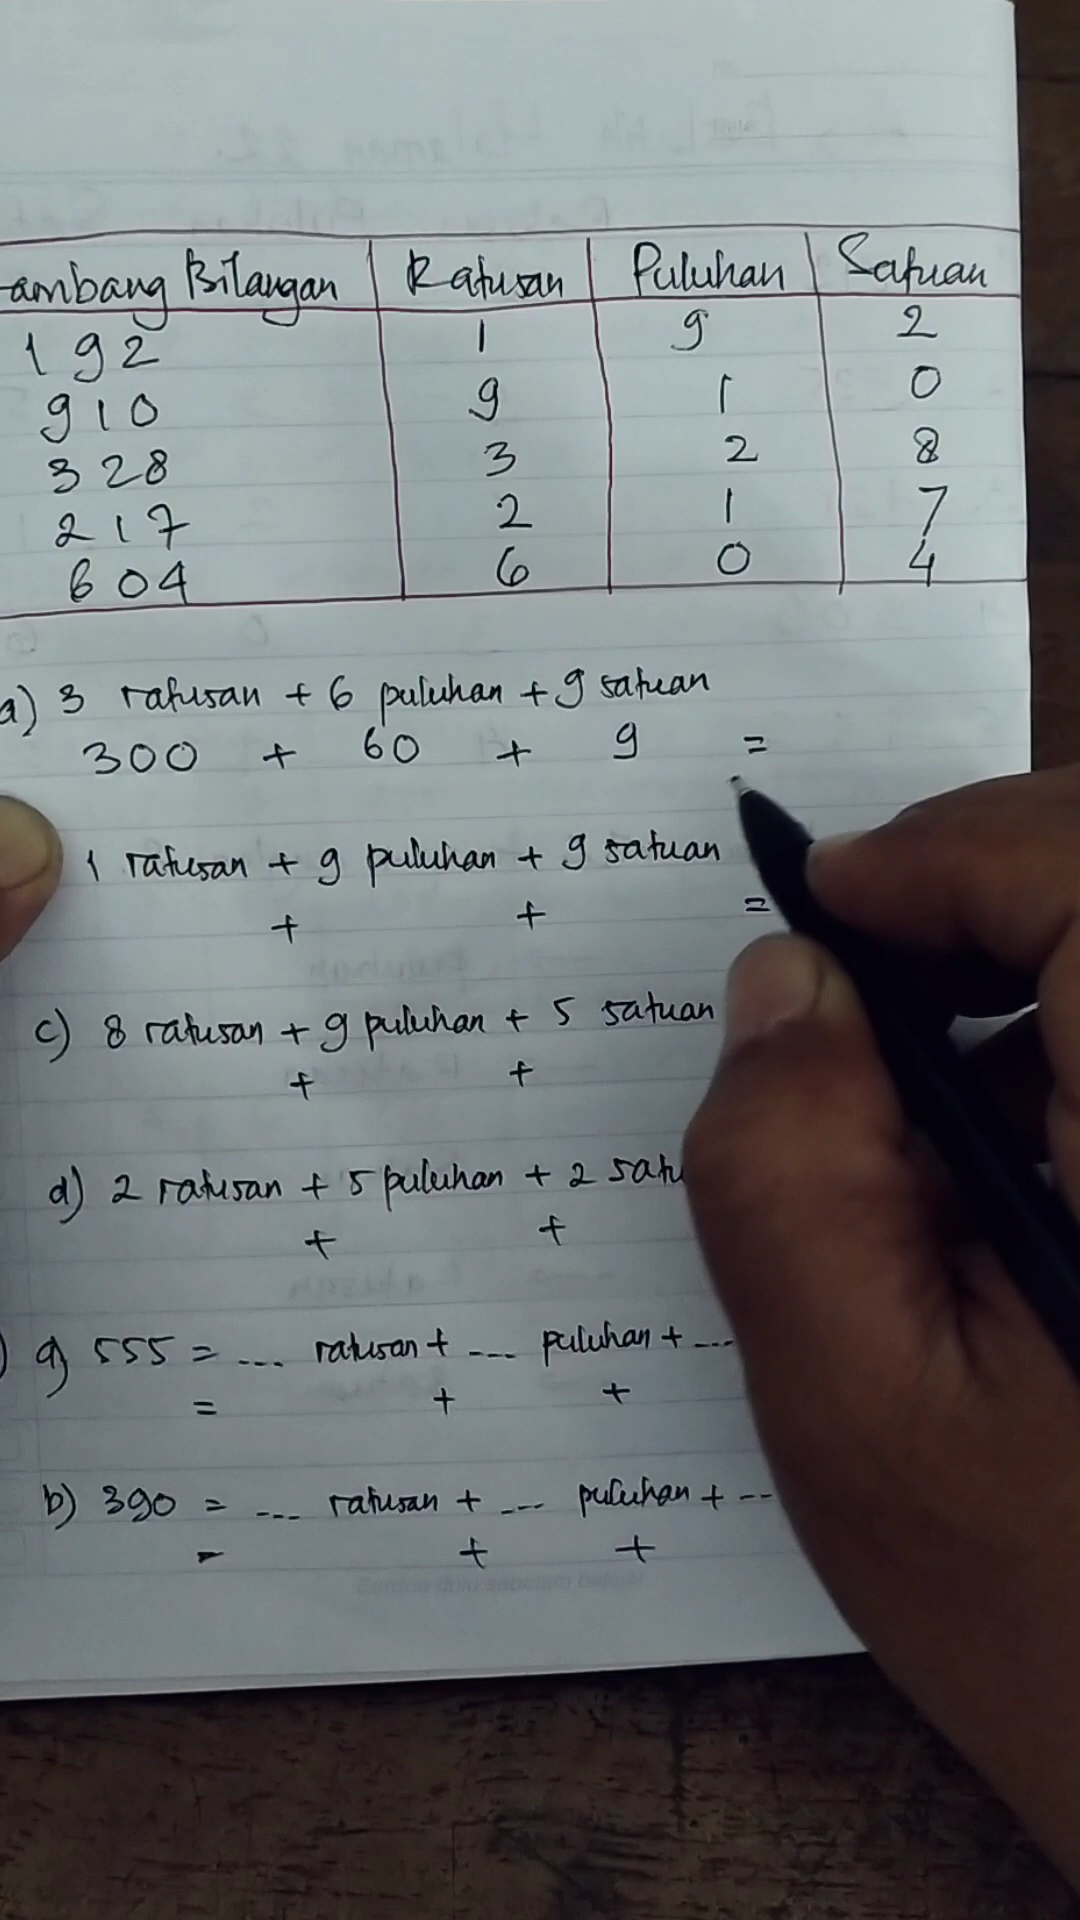 ambang Bilangan Ratusan Puluhan Satuan
192 1 9 2
910 9 1 0
328 3 2 8
217 2 1 7
604 6 0 4
a) 3 ratusan + 6 puluhan + 9 satuan
300 + 60 + 9 =
1 ratusan + 9 puluhan + 9 satuan
+ + =
c) 8 ratusan + 9 puluhan + 5 satuan
+ +
d) 2 ratusan + 5 puluhan + 2 satu
+ +
) a) 555 = ... ratusan + ... puluhan + ...
= + +
b) 390 = ... ratusan + ... puluhan + ...
= + +